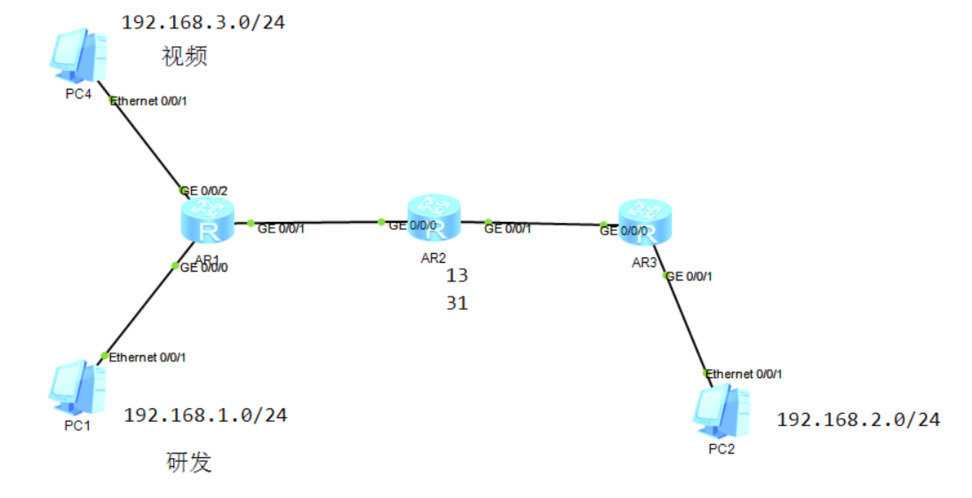 192.168.3.0/24
视频
PC4
Ethernet 0/0/1
GE 0/0/2
R
AR1
GE 0/0/1
GE 0/0/0
R
AR2
GE 0/0/1
GE 0/0/0
R
AR3
13
31
GE 0/0/0
GE 0/0/1
Ethernet 0/0/1
PC1
192.168.1.0/24
研发
Ethernet 0/0/1
PC2
192.168.2.0/24